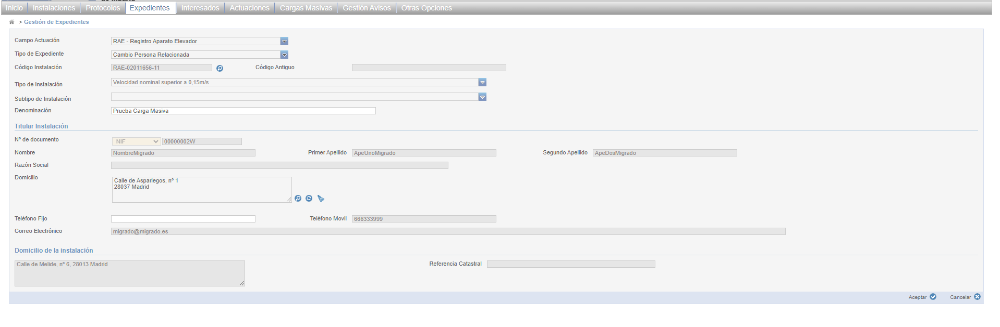 de Madrid
Inicio Instalaciones Protocolos Expedientes Interesados Actuaciones Cargas Masivas Gestión Avisos Otras Opciones
> Gestión de Expedientes
Campo Actuación RAE - Registro Aparato Elevador
Tipo de Expediente Cambio Persona Relacionada
Código Instalación RAE-02011656-11 Código Antiguo
Tipo de Instalación Velocidad nominal superior a 0,15m/s
Subtipo de Instalación
Denominación Prueba Carga Masiva
Titular Instalación
Nº de documento NIF 00000002W
Nombre NombreMigrado Primer Apellido ApeUnoMigrado Segundo Apellido ApeDosMigrado
Razón Social
Domicilio Calle de Aspariegos, nº 1
28037 Madrid
Teléfono Fijo Teléfono Movil 666333999
Correo Electrónico migrado@migrado.es
Domicilio de la instalación
Calle de Melide, nº 6, 28013 Madrid Referencia Catastral
Aceptar Cancelar